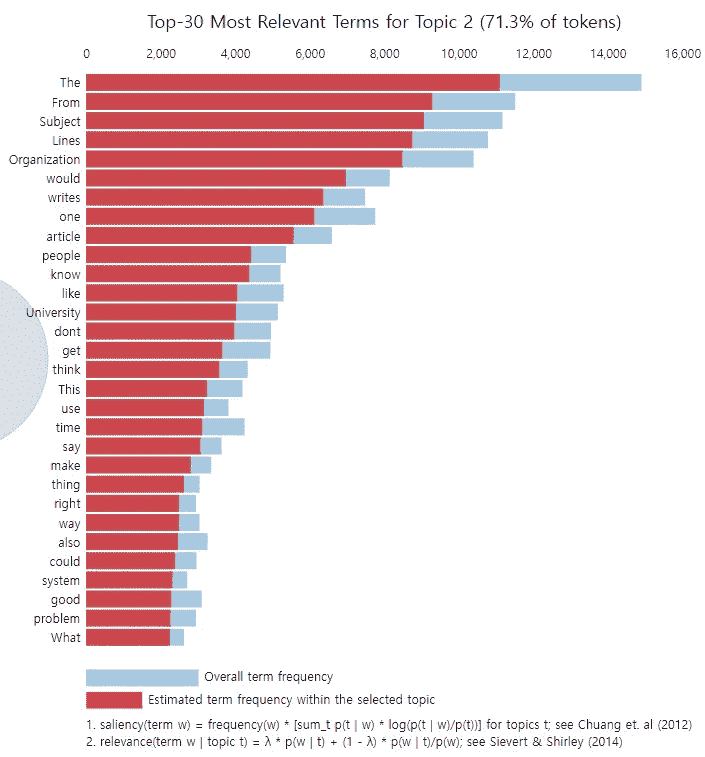 Top-30 Most Relevant Terms for Topic 2 (71.3% of tokens)
0 2,000 4,000 6,000 8,000 10,000 12,000 14,000 16,000
The
From
Subject
Lines
Organization
would
writes
one
article
people
know
like
University
dont
get
think
This
use
time
say
make
thing
right
way
also
could
system
good
problem
What
Overall term frequency
Estimated term frequency within the selected topic
1. saliency(term w) = frequency(w) * [sum_t p(t | w) * log(p(t | w)/p(t))] for topics t; see Chuang et. al (2012)
2. relevance(term w | topic t) = λ * p(w | t) + (1 - λ) * p(w | t)/p(w); see Sievert & Shirley (2014)